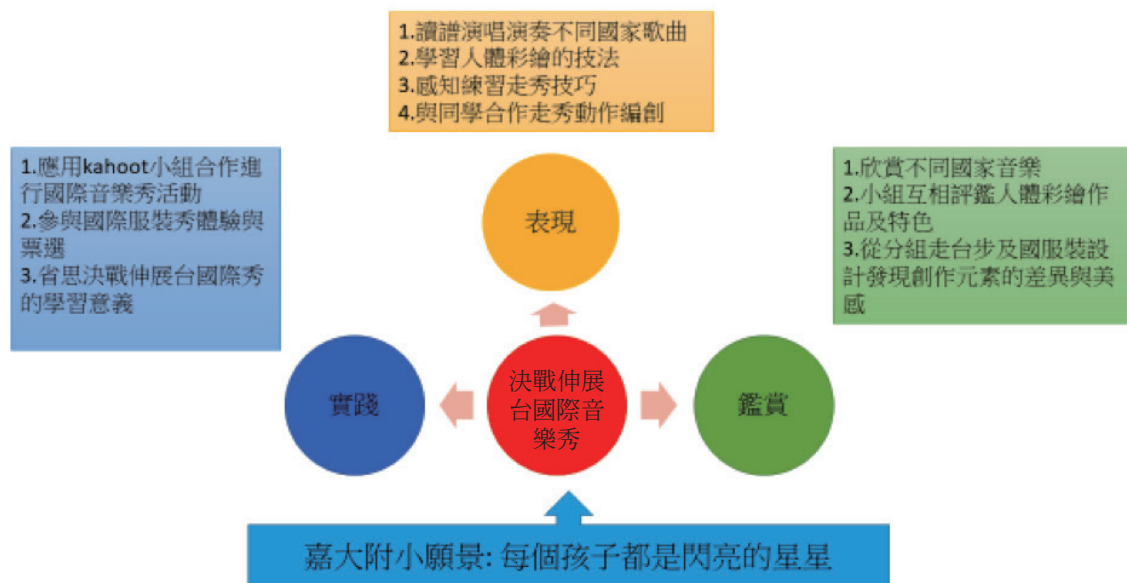 1.讀譜演唱演奏不同國家歌曲
2.學習人體彩繪的技法
3.感知練習走秀技巧
4.與同學合作走秀動作編創
1.應用kahoot小組合作進
行國際音樂秀活動
2.參與國際服裝秀體驗與
票選
3.省思決戰伸展台國際秀
的學習意義
1.欣賞不同國家音樂
2.小組互相評鑑人體彩繪作
品及特色
3.從分組走台步及國服裝設
計發現創作元素的差異與美
感
表現
實踐
決戰伸展
台國際音
樂秀
鑑賞
嘉大附小願景: 每個孩子都是閃亮的星星